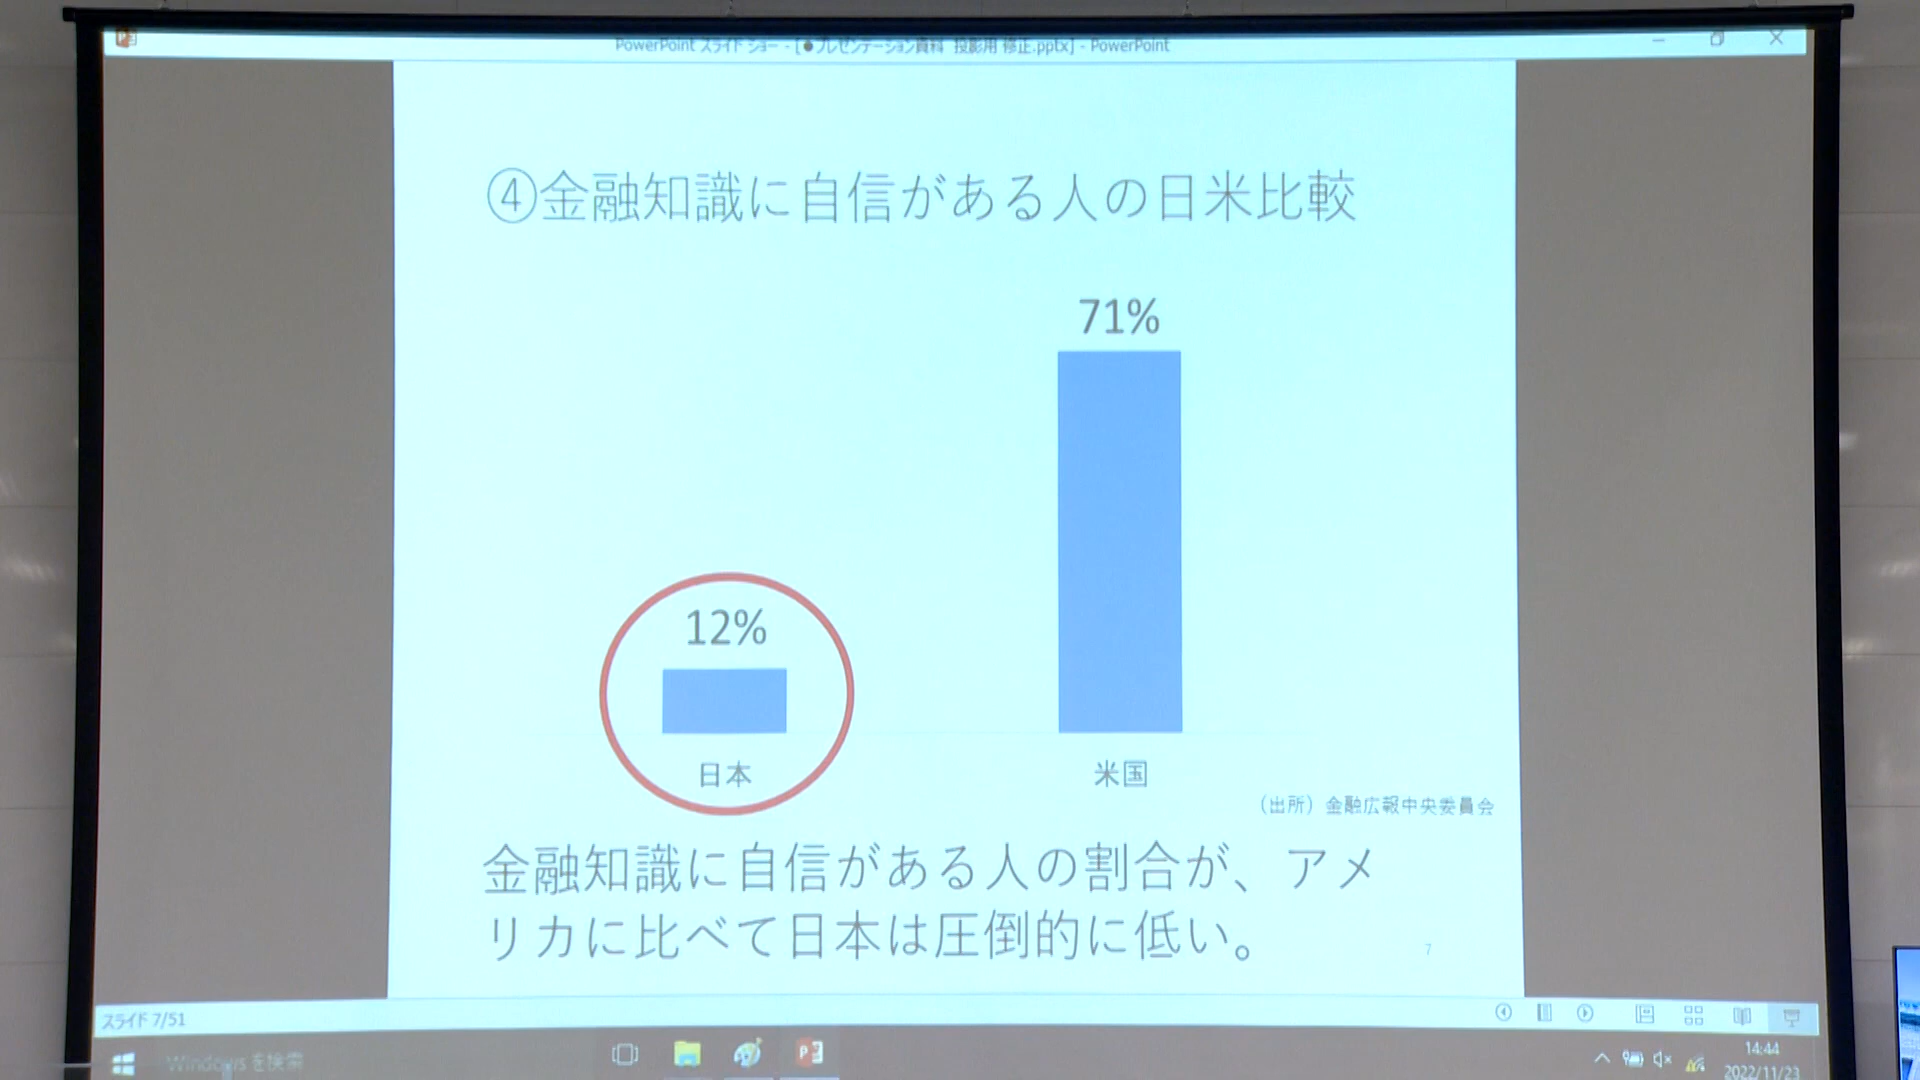 PowerPoint スライド ショー - [●プレゼンテーション資料 投影用 修正.pptx] - PowerPoint
④金融知識に自信がある人の日米比較
71%
12%
日本
米国
（出所）金融広報中央委員会
金融知識に自信がある人の割合が、アメ
リカに比べて日本は圧倒的に低い。
7
スライド 7/51
Windows を検索
14:44
2022/11/23